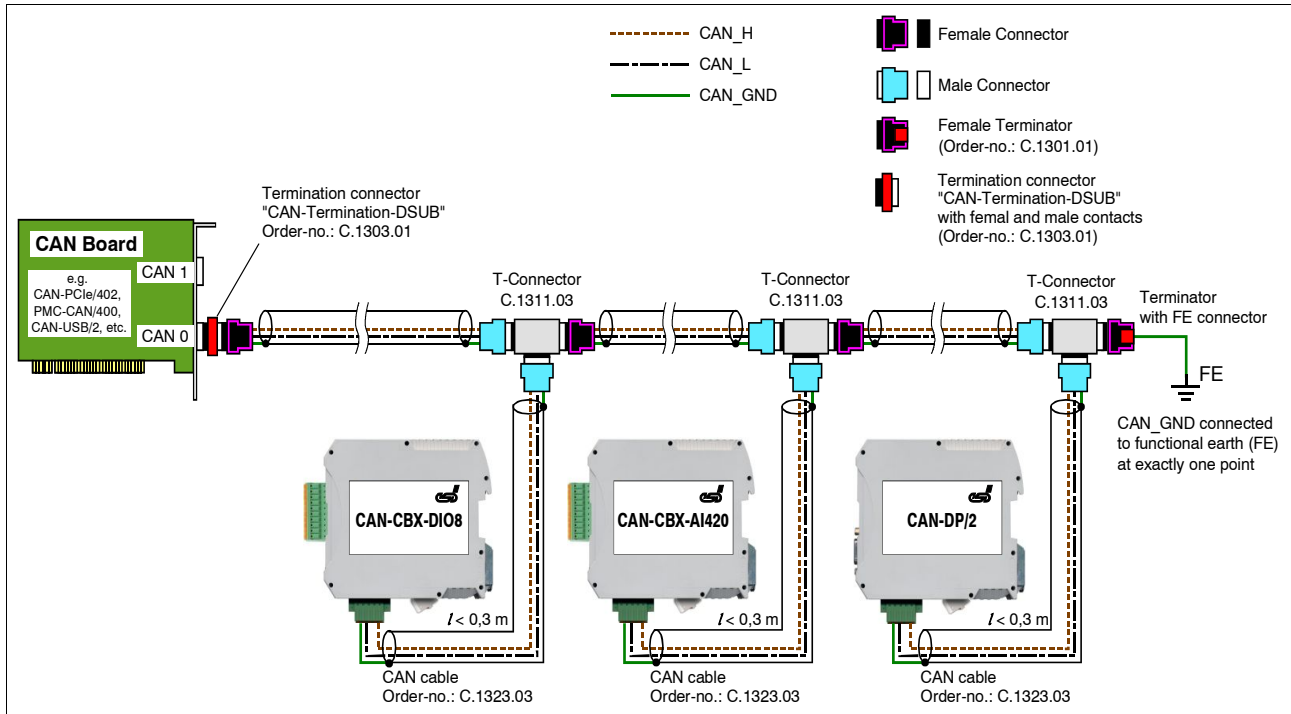 CAN_H
CAN_L
CAN_GND
Female Connector
Male Connector
Female Terminator
(Order-no.: C.1301.01)
Termination connector
"CAN-Termination-DSUB"
with femal and male contacts
(Order-no.: C.1303.01)
Termination connector
"CAN-Termination-DSUB"
Order-no.: C.1303.01
CAN Board
e.g.
CAN-PCIe/402,
PMC-CAN/400,
CAN-USB/2, etc.
CAN 1
CAN 0
T-Connector
C.1311.03
T-Connector
C.1311.03
T-Connector
C.1311.03
Terminator
with FE connector
FE
CAN_GND connected
to functional earth (FE)
at exactly one point
esd
CAN-CBX-DIO8
esd
CAN-CBX-AI420
esd
CAN-DP/2
l < 0,3 m
l < 0,3 m
l < 0,3 m
CAN cable
Order-no.: C.1323.03
CAN cable
Order-no.: C.1323.03
CAN cable
Order-no.: C.1323.03